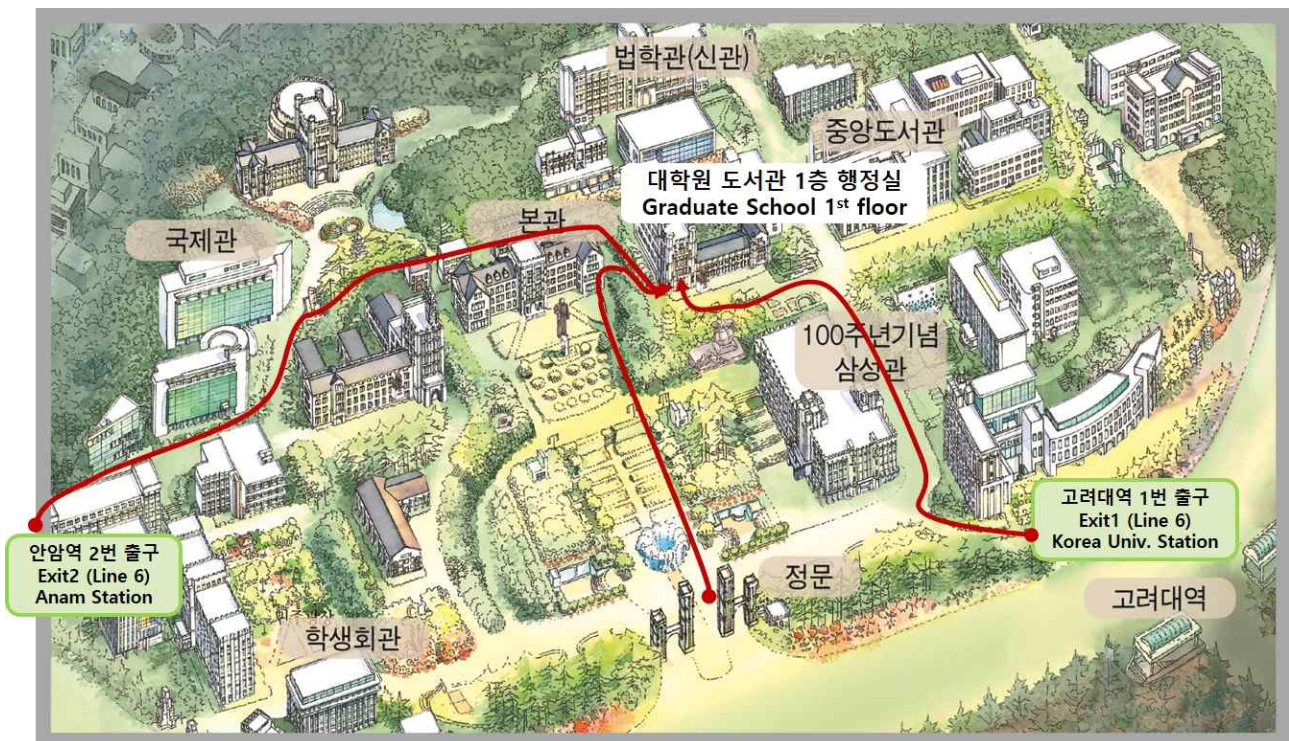 법학관(신관)
중앙도서관
대학원 도서관 1층 행정실
Graduate School 1st floor
본관
국제관
100주년기념
삼성관
고려대역 1번 출구
Exit1 (Line 6)
Korea Univ. Station
안암역 2번 출구
Exit2 (Line 6)
Anam Station
정문
고려대역
학생회관